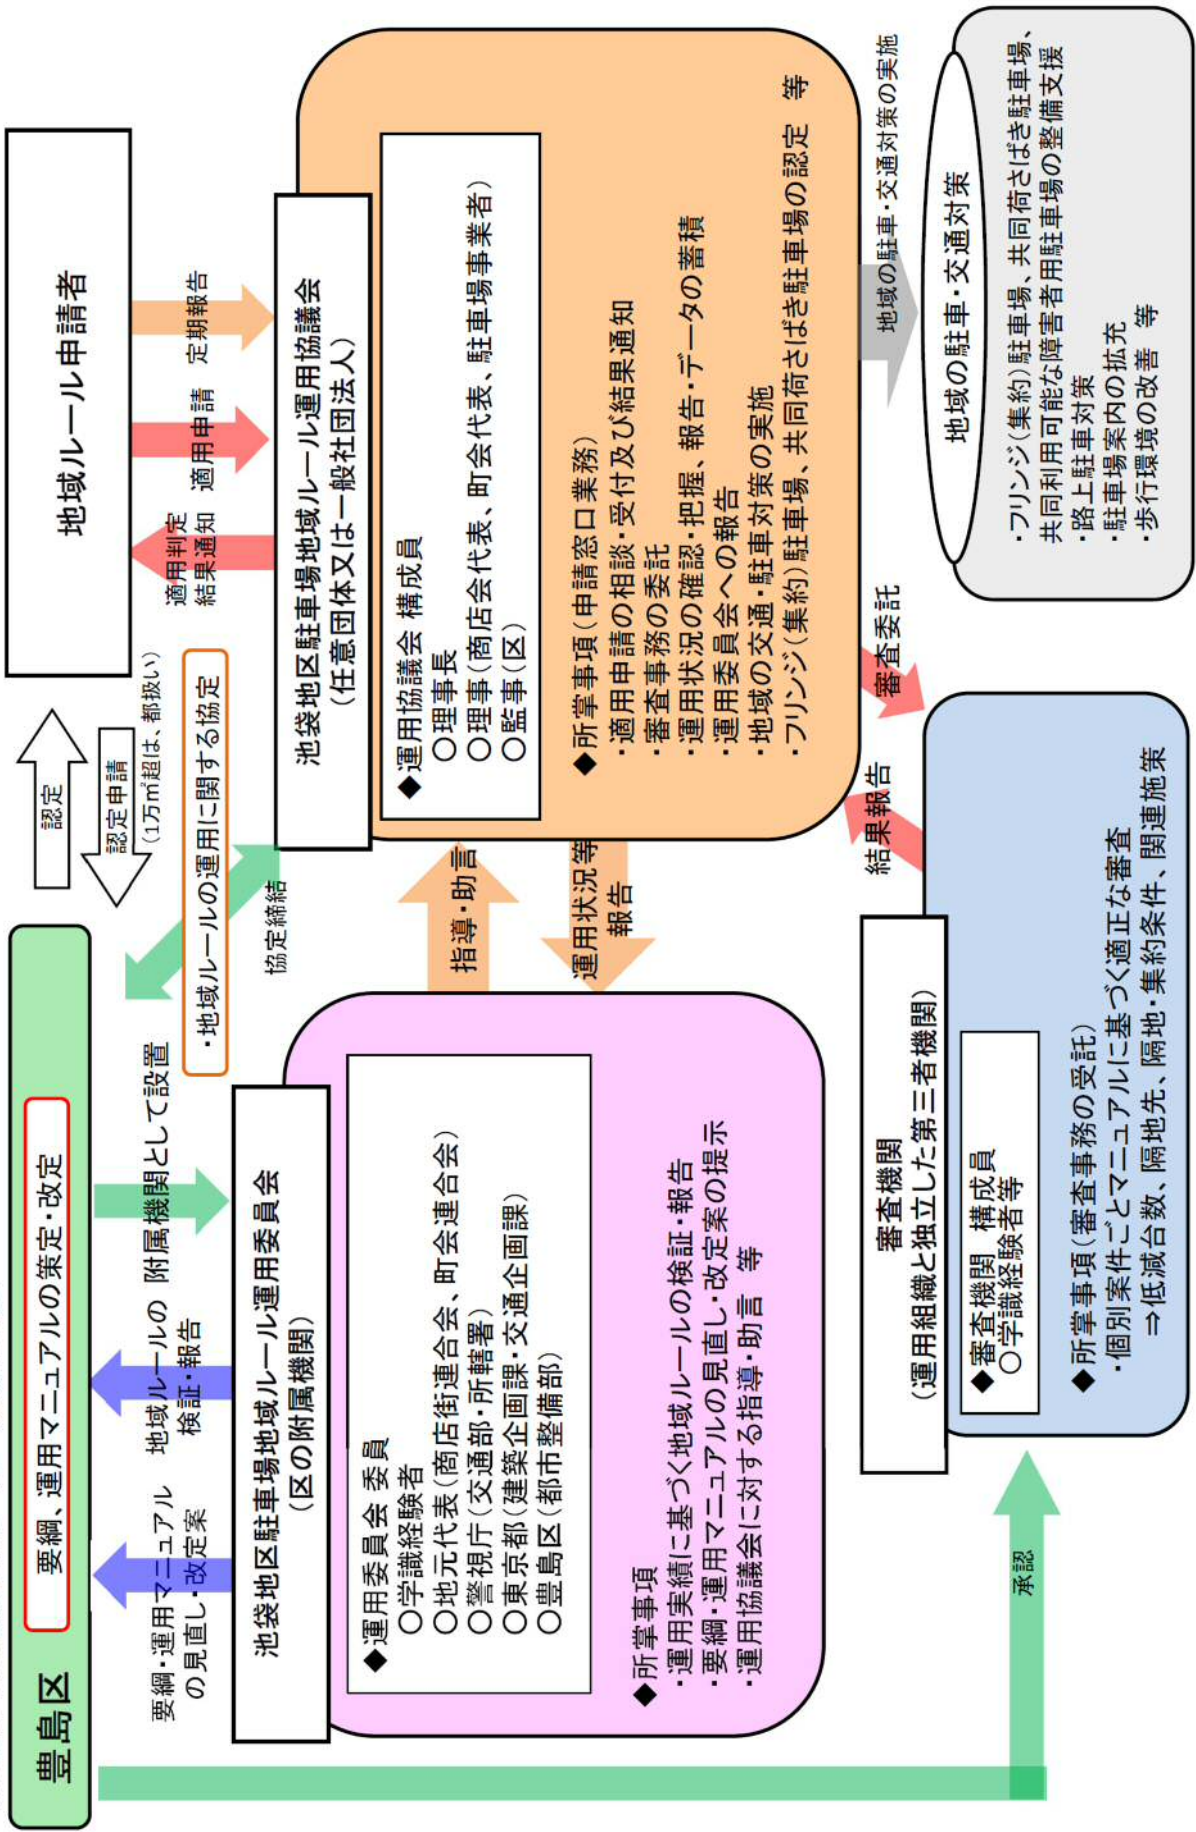 豊島区
要綱、運用マニュアルの策定・改定
認定
認定申請
（1万㎡超は、都扱い）
地域ルール申請者
要綱・運用マニュアル
の見直し・改定案
地域ルールの
検証・報告
附属機関として設置
・地域ルールの運用に関する協定
協定締結
適用判定
結果通知
適用申請
定期報告
池袋地区駐車場地域ルール運用委員会
（区の附属機関）
◆運用委員会 委員
〇学識経験者
〇地元代表（商店街連合会、町会連合会）
〇警視庁（交通部・所轄署）
〇東京都（建築企画課・交通企画課）
〇豊島区（都市整備部）
◆所掌事項
・運用実績に基づく地域ルールの検証・報告
・要綱・運用マニュアルの見直し・改定案の提示
・運用協議会に対する指導・助言 等
指導・助言
運用状況等
報告
池袋地区駐車場地域ルール運用協議会
（任意団体又は一般社団法人）
◆運用協議会 構成員
〇理事長
〇理事（商店会代表、町会代表、駐車場事業者）
〇監事（区）
◆所掌事項（申請窓口業務）
・適用申請の相談・受付及び結果通知
・審査事務の委託
・運用状況の確認・把握、報告・データの蓄積
・運用委員会への報告
・地域の交通・駐車対策の実施
・フリンジ（集約）駐車場、共同荷さばき駐車場の認定 等
承認
審査機関
（運用組織と独立した第三者機関）
◆審査機関 構成員
〇学識経験者等
◆所掌事項（審査事務の受託）
・個別案件ごとマニュアルに基づく適正な審査
⇒低減台数、隔地先、隔地・集約条件、関連施策
結果報告
審査委託
地域の駐車・交通対策の実施
地域の駐車・交通対策
・フリンジ（集約）駐車場、共同荷さばき駐車場、
共同利用可能な障害者用駐車場の整備支援
・路上駐車対策
・駐車場案内の拡充
・歩行環境の改善 等